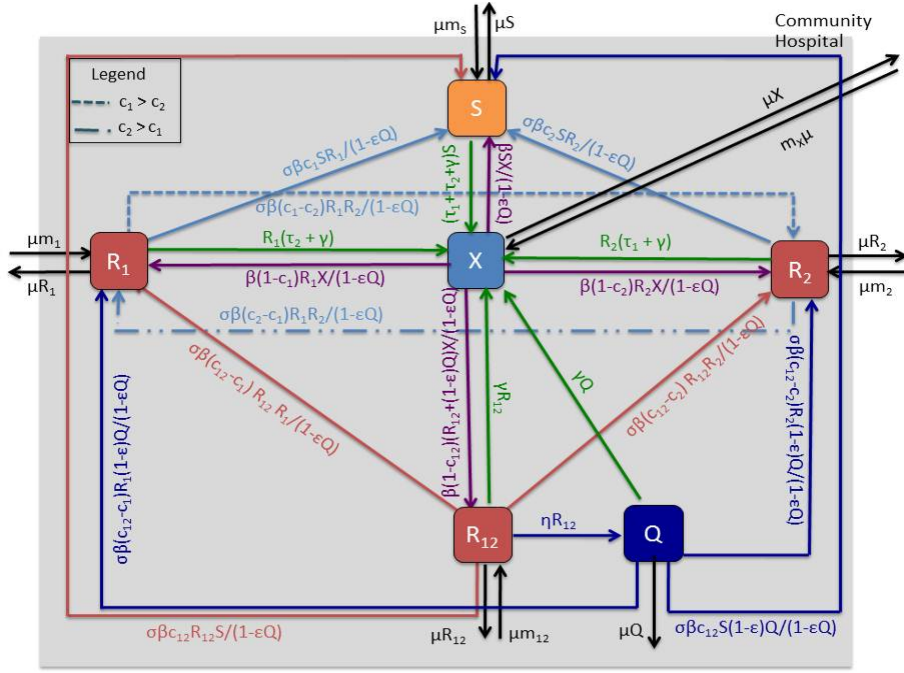 μm_S
μS
Community
Hospital
Legend
c₁ > c₂
c₂ > c₁
S
μX
m_Xμ
σβc₁SR₁/(1-εQ)
(τ₁+τ₂+γ)S
βSX/(1-εQ)
σβc₂SR₂/(1-εQ)
σβ(c₁-c₂)R₁R₂/(1-εQ)
μm₁
R₁
R₁(τ₂ + γ)
X
R₂(τ₁ + γ)
R₂
μR₂
μR₁
β(1-c₁)R₁X/(1-εQ)
β(1-c₂)R₂X/(1-εQ)
μm₂
σβ(c₂-c₁)R₁R₂/(1-εQ)
σβ(c₁₂-c₁) R₁₂ R₁/(1-εQ)
β(1-c₁₂)(R₁₂+(1-ε)Q)X/(1-εQ)
γR₁₂
γQ
σβ(c₁₂-c₂) R₁₂R₂/(1-εQ)
σβ(c₁₂-c₁)R₁(1-ε)Q/(1-εQ)
σβ(c₁₂-c₂)R₂(1-ε)Q/(1-εQ)
R₁₂
ηR₁₂
Q
σβc₁₂R₁₂S/(1-εQ)
μR₁₂
μm₁₂
μQ
σβc₁₂S(1-ε)Q/(1-εQ)